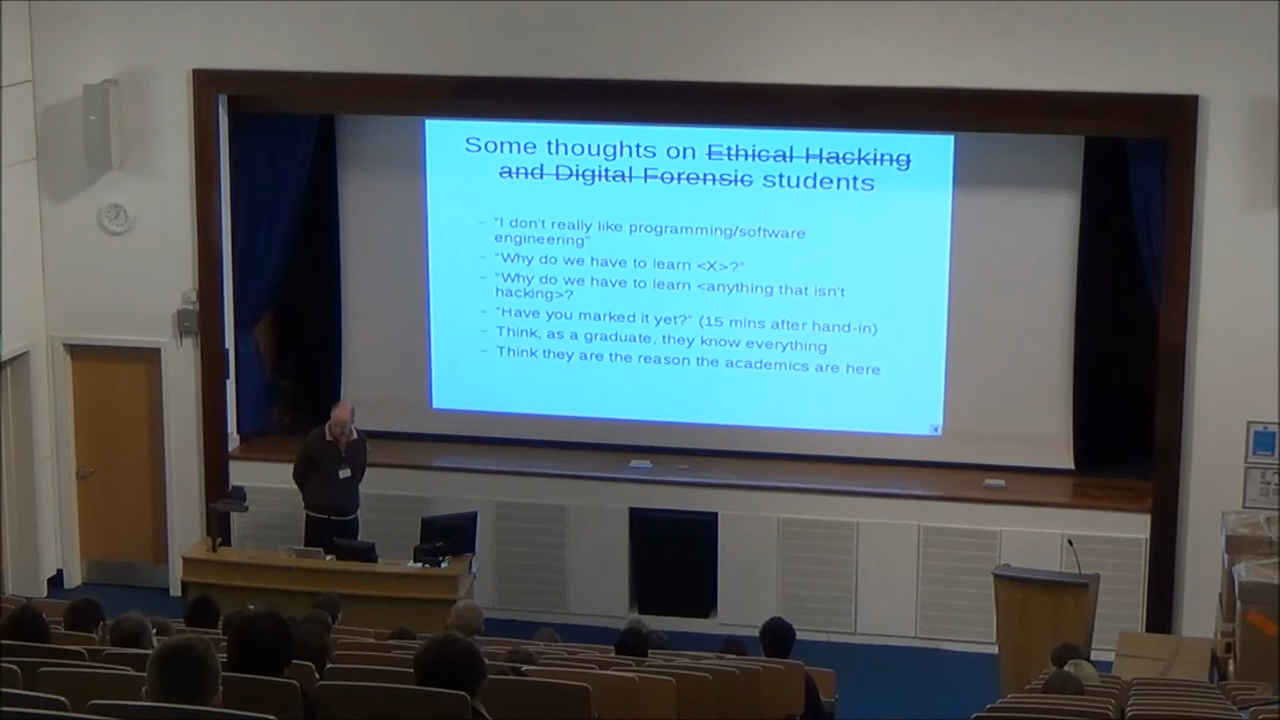 Some thoughts on Ethical Hacking
and Digital Forensic students
– "I don't really like programming/software
engineering"
– "Why do we have to learn <X>?"
– "Why do we have to learn <anything that isn't
hacking>?
– "Have you marked it yet?" (15 mins after hand-in)
– Think, as a graduate, they know everything
– Think they are the reason the academics are here